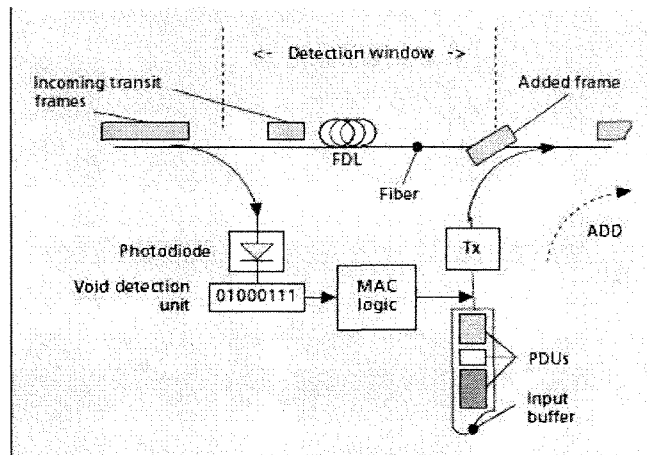 Detection window
Incoming transit
frames
Added frame
FDL
Fiber
ADD
Photodiode
Tx
Void detection
unit
01000111
MAC
logic
PDUs
Input
buffer